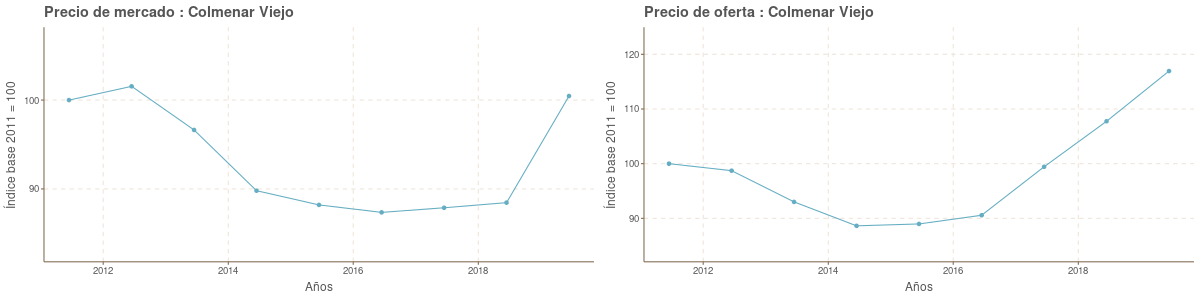 Precio de mercado : Colmenar Viejo
Índice base 2011 = 100
100
90
2012 2014 2016 2018
Años
Precio de oferta : Colmenar Viejo
Índice base 2011 = 100
120
110
100
90
2012 2014 2016 2018
Años